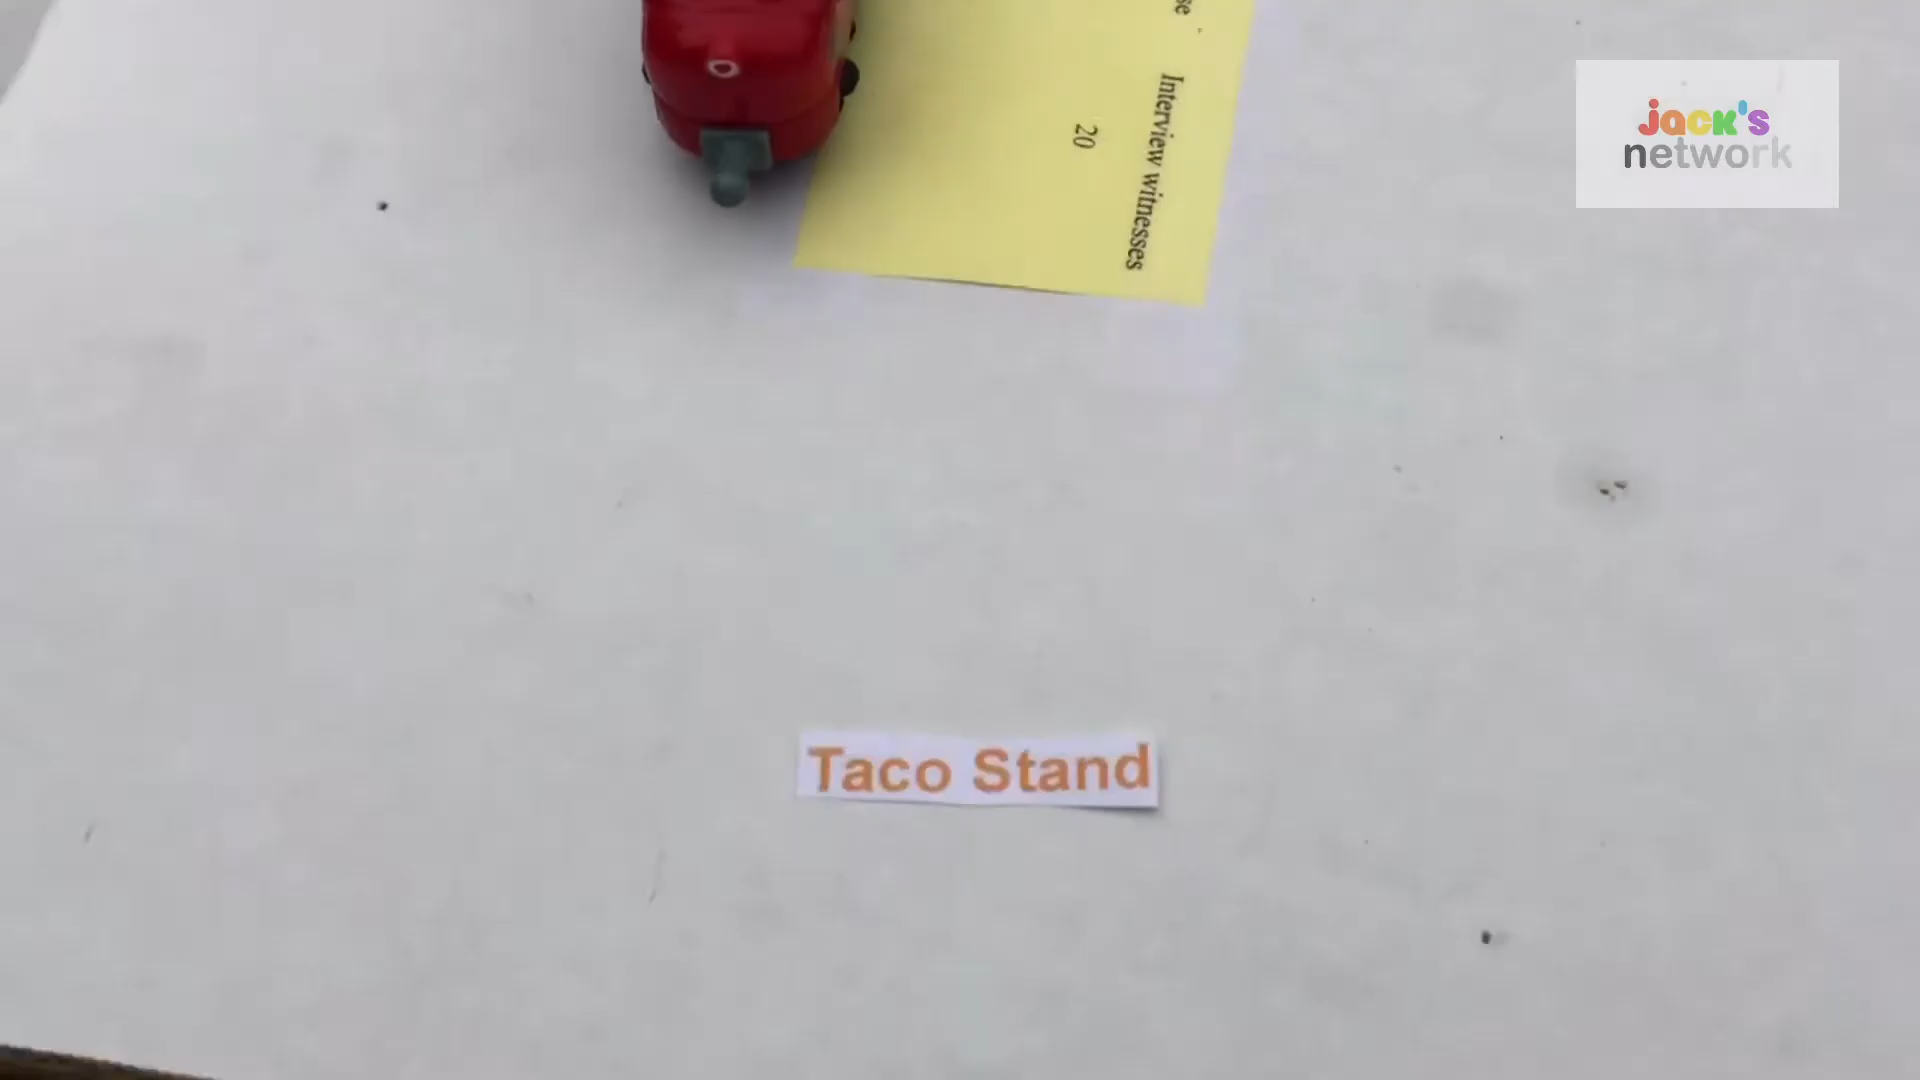 Interview witnesses
20
jack's
network
Taco Stand